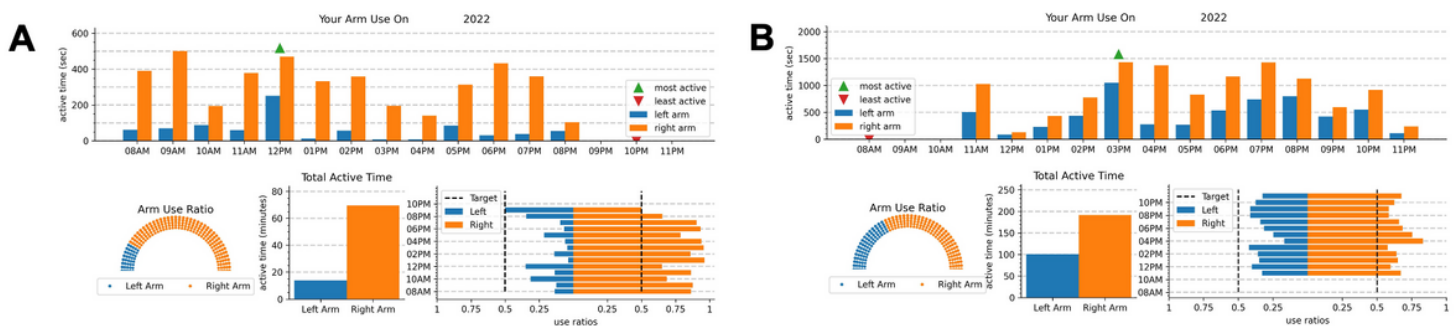 A
Your Arm Use On 2022
active time (sec)
600
400
200
0
most active
least active
left arm
right arm
08AM 09AM 10AM 11AM 12PM 01PM 02PM 03PM 04PM 05PM 06PM 07PM 08PM 09PM 10PM 11PM
Arm Use Ratio
Left Arm Right Arm
Total Active Time
active time (minutes)
80
60
40
20
0
Left Arm Right Arm
Target
Left
Right
10PM
08PM
06PM
04PM
02PM
12PM
10AM
08AM
1 0.75 0.5 0.25 0.25 0.5 0.75 1
use ratios
B
Your Arm Use On 2022
active time (sec)
2000
1500
1000
500
0
most active
least active
left arm
right arm
08AM 09AM 10AM 11AM 12PM 01PM 02PM 03PM 04PM 05PM 06PM 07PM 08PM 09PM 10PM 11PM
Arm Use Ratio
Left Arm Right Arm
Total Active Time
active time (minutes)
250
200
150
100
50
0
Left Arm Right Arm
Target
Left
Right
10PM
08PM
06PM
04PM
02PM
12PM
10AM
08AM
1 0.75 0.5 0.25 0.25 0.5 0.75 1
use ratios